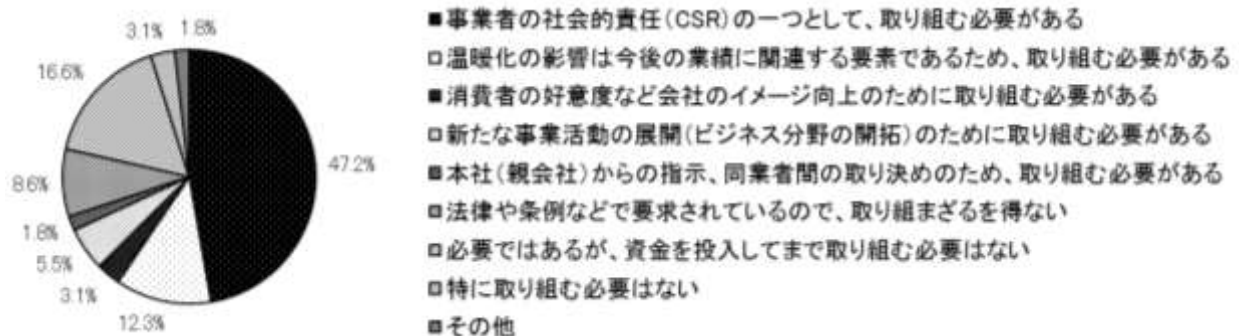 3.1% 1.8%
16.6%
47.2%
8.6%
1.8%
5.5%
3.1%
12.3%
■事業者の社会的責任(CSR)の一つとして、取り組む必要がある
□温暖化の影響は今後の業績に関連する要素であるため、取り組む必要がある
■消費者の好意度など会社のイメージ向上のために取り組む必要がある
□新たな事業活動の展開(ビジネス分野の開拓)のために取り組む必要がある
■本社(親会社)からの指示、同業者間の取り決めのため、取り組む必要がある
□法律や条例などで要求されているので、取り組まざるを得ない
□必要ではあるが、資金を投入してまで取り組む必要はない
□特に取り組む必要はない
■その他